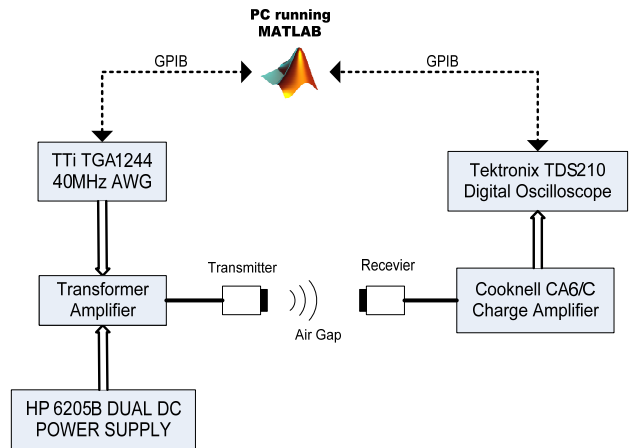 PC running
MATLAB
GPIB
GPIB
TTi TGA1244
40MHz AWG
Tektronix TDS210
Digital Oscilloscope
Transmitter
Recevier
Transformer
Amplifier
Air Gap
Cooknell CA6/C
Charge Amplifier
HP 6205B DUAL DC
POWER SUPPLY